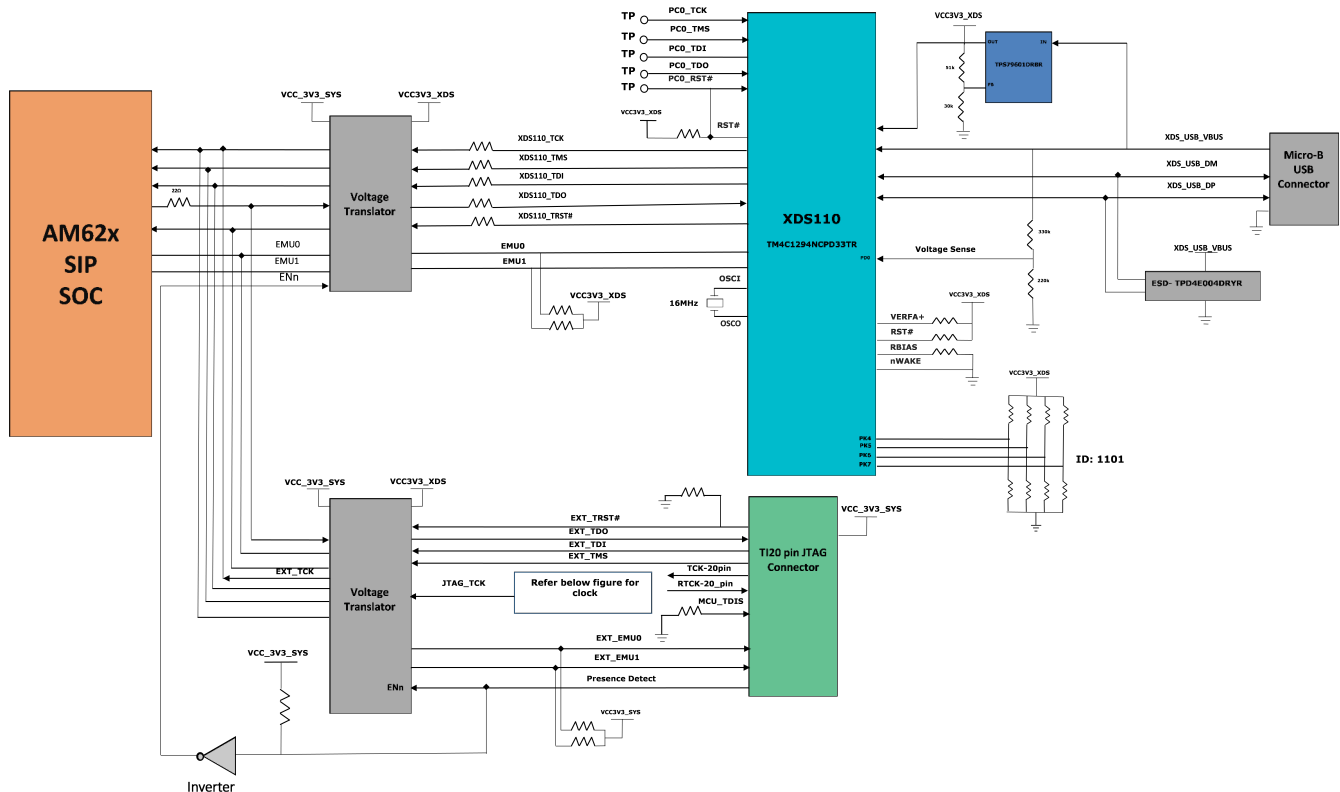 TP
PC0_TCK
TP
PC0_TMS
TP
PC0_TDI
TP
PC0_TDO
TP
PC0_RST#
VCC3V3_XDS
RST#
VCC3V3_XDS
OUT
IN
TPS79601DRBR
FB
51k
30k
VCC_3V3_SYS
VCC3V3_XDS
Voltage
Translator
AM62x
SIP
SOC
22Ω
EMU0
EMU1
ENn
XDS110_TCK
XDS110_TMS
XDS110_TDI
XDS110_TDO
XDS110_TRST#
EMU0
EMU1
VCC3V3_XDS
OSCI
16MHz
OSCO
XDS110
TM4C1294NCPD33TR
PD0
Voltage Sense
330k
220k
XDS_USB_VBUS
XDS_USB_DM
XDS_USB_DP
Micro-B
USB
Connector
XDS_USB_VBUS
ESD- TPD4E004DRYR
VCC3V3_XDS
VERFA+
RST#
RBIAS
nWAKE
VCC3V3_XDS
PK4
PK5
PK6
PK7
ID: 1101
VCC_3V3_SYS
VCC3V3_XDS
Voltage
Translator
ENn
EXT_TCK
EXT_TRST#
EXT_TDO
EXT_TDI
EXT_TMS
JTAG_TCK
Refer below figure for
clock
TCK-20pin
RTCK-20_pin
MCU_TDIS
EXT_EMU0
EXT_EMU1
Presence Detect
TI20 pin JTAG
Connector
VCC_3V3_SYS
VCC3V3_SYS
VCC_3V3_SYS
Inverter